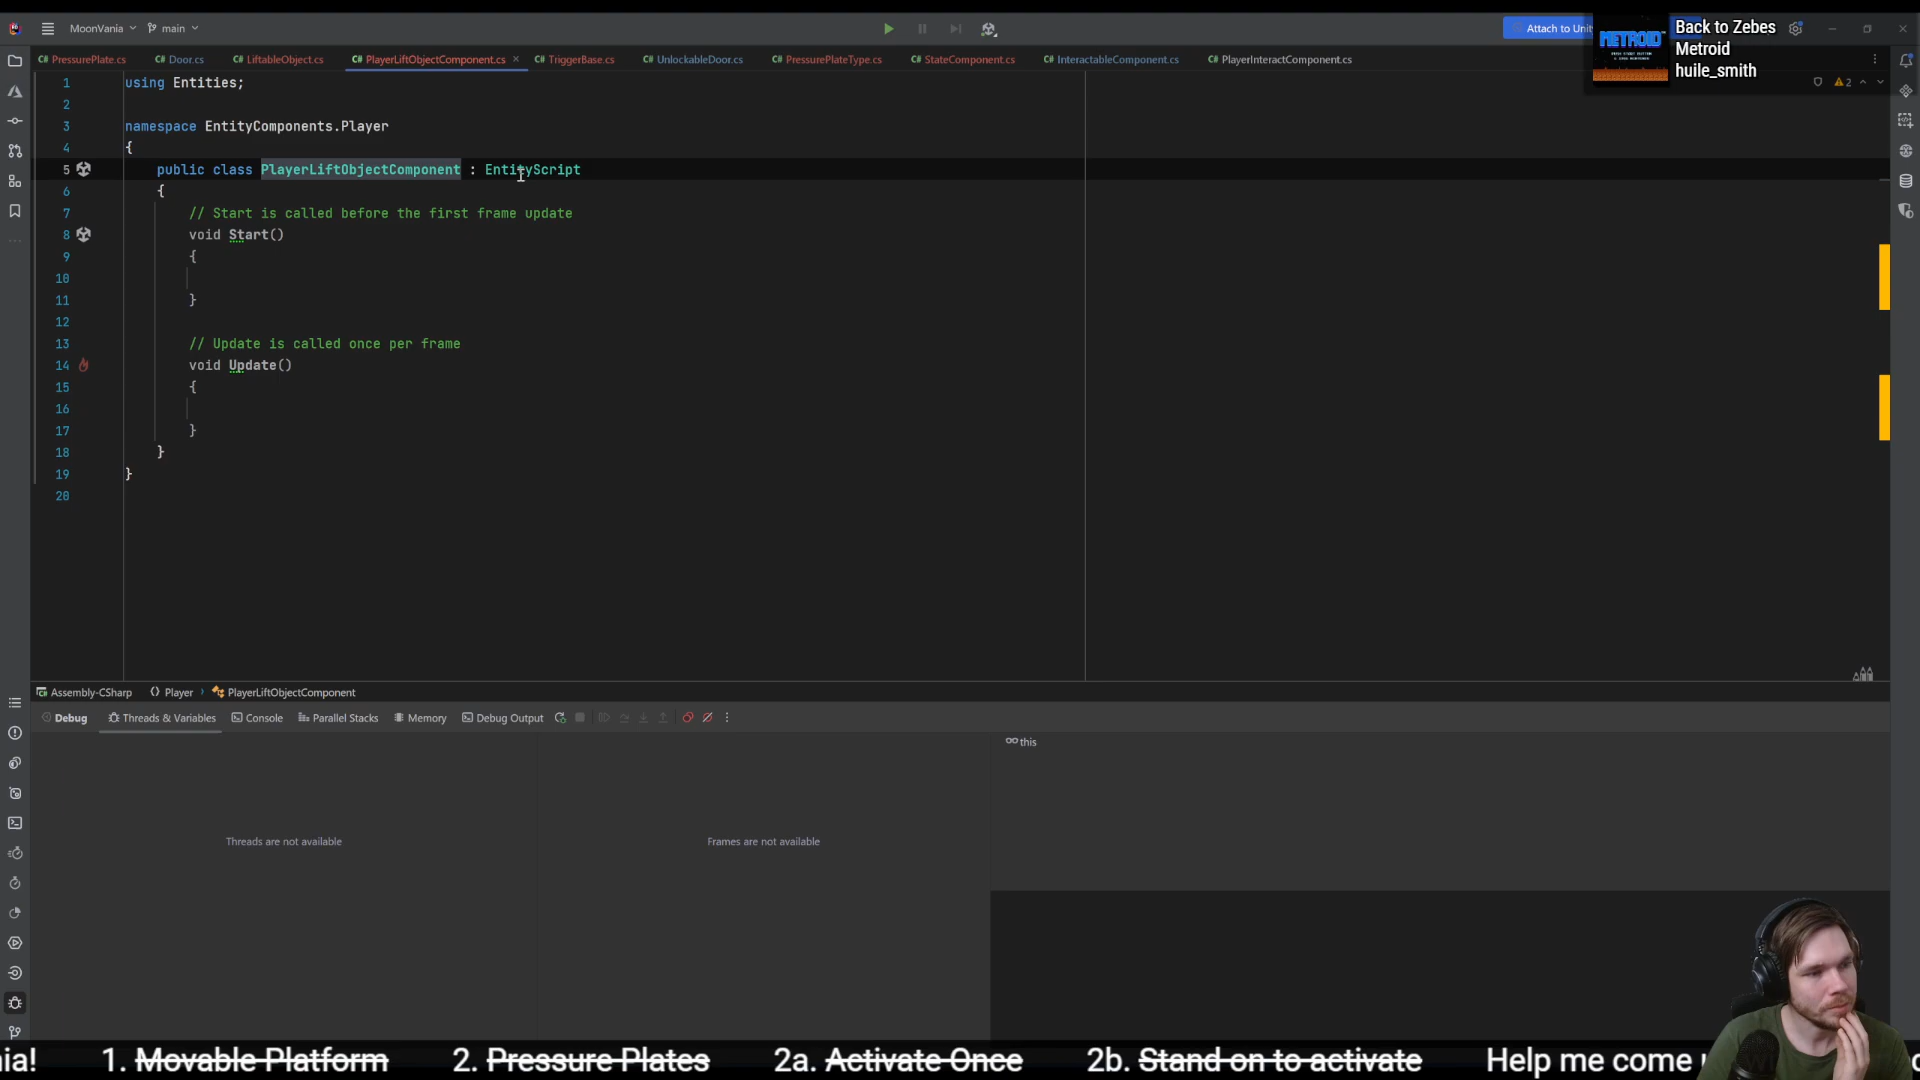 MoonVania
main
Attach to Unit
METROID
Back to Zebes
Metroid
huile_smith
C# PressurePlate.cs
C# Door.cs
C# LiftableObject.cs
C# PlayerLiftObjectComponent.cs
C# TriggerBase.cs
C# UnlockableDoor.cs
C# PressurePlateType.cs
C# StateComponent.cs
C# InteractableComponent.cs
C# PlayerInteractComponent.cs
2
1 using Entities;
2
3 namespace EntityComponents.Player
4 {
5 public class PlayerLiftObjectComponent : EntityScript
6 {
7 // Start is called before the first frame update
8 void Start()
9 {
10
11 }
12
13 // Update is called once per frame
14 void Update()
15 {
16
17 }
18 }
19 }
20
Assembly-CSharp
Player
PlayerLiftObjectComponent
Debug
Threads & Variables
Console
Parallel Stacks
Memory
Debug Output
this
Threads are not available
Frames are not available
ia! 1. Movable Platform 2. Pressure Plates 2a. Activate Once 2b. Stand on to activate Help me come